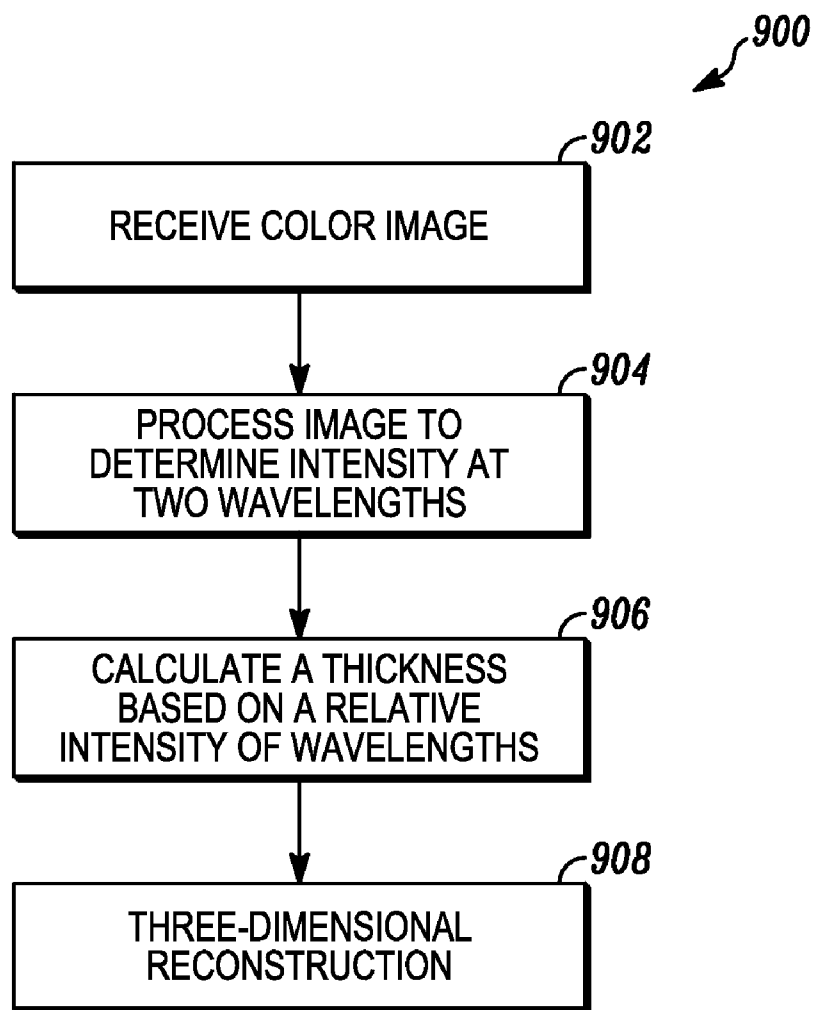 900
902
RECEIVE COLOR IMAGE
904
PROCESS IMAGE TO
DETERMINE INTENSITY AT
TWO WAVELENGTHS
906
CALCULATE A THICKNESS
BASED ON A RELATIVE
INTENSITY OF WAVELENGTHS
908
THREE-DIMENSIONAL
RECONSTRUCTION